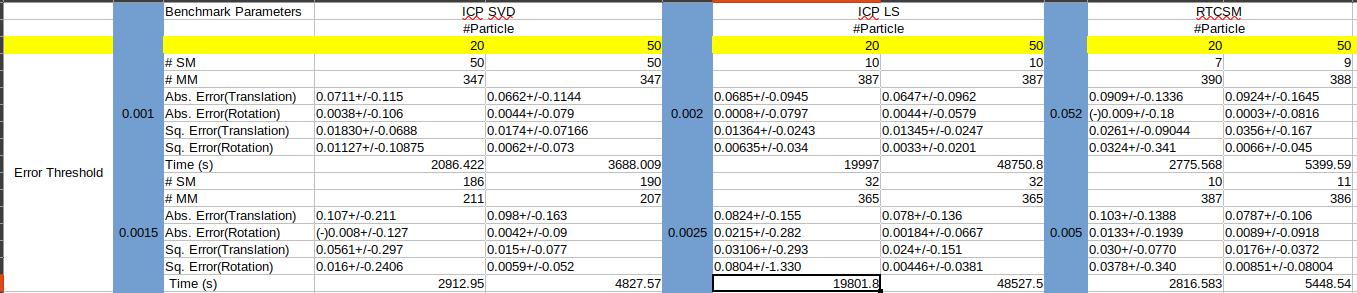 Benchmark Parameters ICP SVD ICP LS RTCSM
#Particle #Particle #Particle
20 50 20 50 20 50
# SM 50 50 10 10 7 9
# MM 347 347 387 387 390 388
Abs. Error(Translation) 0.0711+/-0.115 0.0662+/-0.1144 0.0685+/-0.0945 0.0647+/-0.0962 0.0909+/-0.1336 0.0924+/-0.1645
0.001 Abs. Error(Rotation) 0.0038+/-0.106 0.0044+/-0.079 0.002 0.0008+/-0.0797 0.0044+/-0.0579 0.052 (-)0.009+/-0.18 0.0003+/-0.0816
Sq. Error(Translation) 0.01830+/-0.0688 0.0174+/-0.07166 0.01364+/-0.0243 0.01345+/-0.0247 0.0261+/-0.09044 0.0356+/-0.167
Sq. Error(Rotation) 0.01127+/-0.10875 0.0062+/-0.073 0.00635+/-0.034 0.0033+/-0.0201 0.0324+/-0.341 0.0066+/-0.045
Time (s) 2086.422 3688.009 19997 48750.8 2775.568 5399.59
Error Threshold # SM 186 190 32 32 10 11
# MM 211 207 365 365 387 386
Abs. Error(Translation) 0.107+/-0.211 0.098+/-0.163 0.0824+/-0.155 0.078+/-0.136 0.103+/-0.1388 0.0787+/-0.106
0.0015 Abs. Error(Rotation) (-)0.008+/-0.127 0.0042+/-0.09 0.0025 0.0215+/-0.282 0.00184+/-0.0667 0.005 0.0133+/-0.1939 0.0089+/-0.0918
Sq. Error(Translation) 0.0561+/-0.297 0.015+/-0.077 0.03106+/-0.293 0.024+/-0.151 0.030+/-0.0770 0.0176+/-0.0372
Sq. Error(Rotation) 0.016+/-0.2406 0.0059+/-0.052 0.0804+/-1.330 0.00446+/-0.0381 0.0378+/-0.340 0.00851+/-0.08004
Time (s) 2912.95 4827.57 19801.8 48527.5 2816.583 5448.54